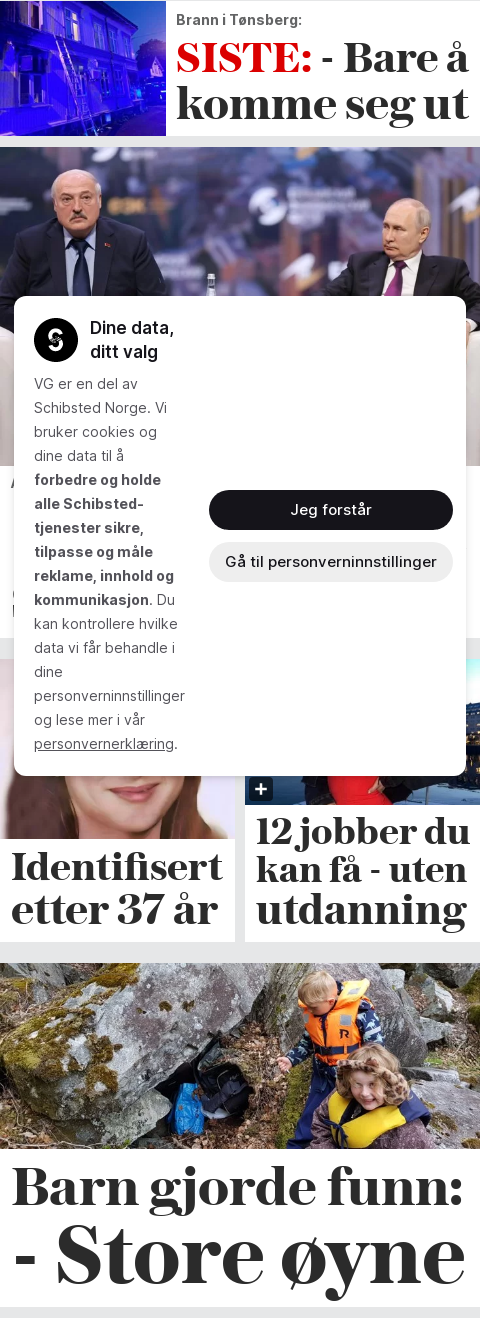 Brann i Tønsberg:
SISTE: - Bare å
komme seg ut
Dine data,
ditt valg
VG er en del av
Schibsted Norge. Vi
bruker cookies og
dine data til å
forbedre og holde
alle Schibsted-
tjenester sikre,
tilpasse og måle
reklame, innhold og
kommunikasjon. Du
kan kontrollere hvilke
data vi får behandle i
dine
personverninnstillinger
og lese mer i vår
personvernerklæring.
Jeg forstår
Gå til personverninnstillinger
Identifisert
etter 37 år
12 jobber du
kan få - uten
utdanning
Barn gjorde funn:
- Store øyne